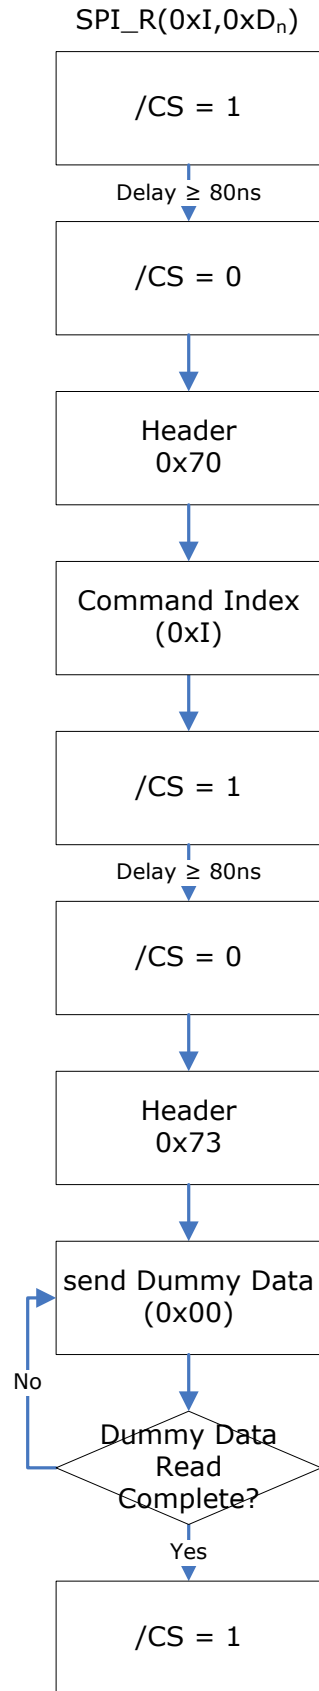 SPI_R(0xI,0xDn)
/CS = 1
Delay ≥ 80ns
/CS = 0
Header
0x70
Command Index
(0xI)
/CS = 1
Delay ≥ 80ns
/CS = 0
Header
0x73
send Dummy Data
(0x00)
No
Dummy Data
Read
Complete?
Yes
/CS = 1